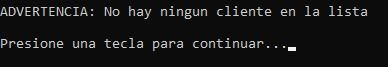 ADVERTENCIA: No hay ningun cliente en la lista
Presione una tecla para continuar...